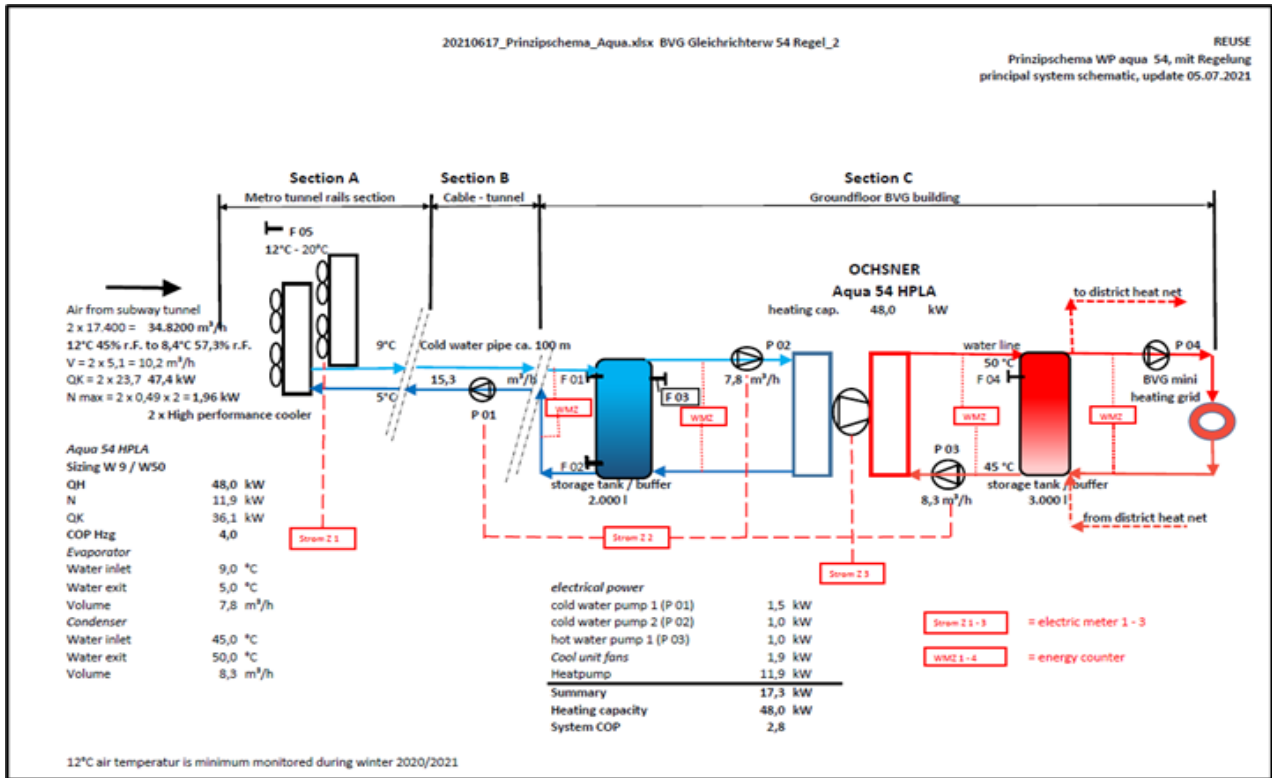 20210617_Prinzipschema_Aqua.xlsx BVG Gleichrichterw 54 Regel_2
REUSE
Prinzipschema WP aqua 54, mit Regelung
principal system schematic, update 05.07.2021
Section A
Section B
Section C
Metro tunnel rails section
Cable - tunnel
Groundfloor BVG building
F 05
12°C - 20°C
OCHSNER
Aqua 54 HPLA
heating cap. 48,0 kW
to district heat net
Air from subway tunnel
2 x 17.400 = 34.8200 m³/h
12°C 45% r.F. to 8,4°C 57,3% r.F.
V = 2 x 5,1 = 10,2 m³/h
QK = 2 x 23,7 47,4 kW
N max = 2 x 0,49 x 2 = 1,96 kW
2 x High performance cooler
9°C
Cold water pipe ca. 100 m
15,3 m³/h
5°C
P 01
F 01
F 02
F 03
WMZ
WMZ
P 02
7,8 m³/h
storage tank / buffer
2.000 l
water line
50 °C
F 04
WMZ
WMZ
P 03
8,3 m³/h
45 °C
storage tank / buffer
3.000 l
P 04
BVG mini
heating grid
from district heat net
Aqua 54 HPLA
Sizing W 9 / W50
QH 48,0 kW
N 11,9 kW
QK 36,1 kW
COP Hzg 4,0
Evaporator
Water inlet 9,0 °C
Water exit 5,0 °C
Volume 7,8 m³/h
Condenser
Water inlet 45,0 °C
Water exit 50,0 °C
Volume 8,3 m³/h
Strom Z 1
Strom Z 2
Strom Z 3
electrical power
cold water pump 1 (P 01) 1,5 kW
cold water pump 2 (P 02) 1,0 kW
hot water pump 1 (P 03) 1,0 kW
Cool unit fans 1,9 kW
Heatpump 11,9 kW
Summary 17,3 kW
Heating capacity 48,0 kW
System COP 2,8
Strom Z 1 - 3 = electric meter 1 - 3
WMZ 1 - 4 = energy counter
12°C air temperatur is minimum monitored during winter 2020/2021